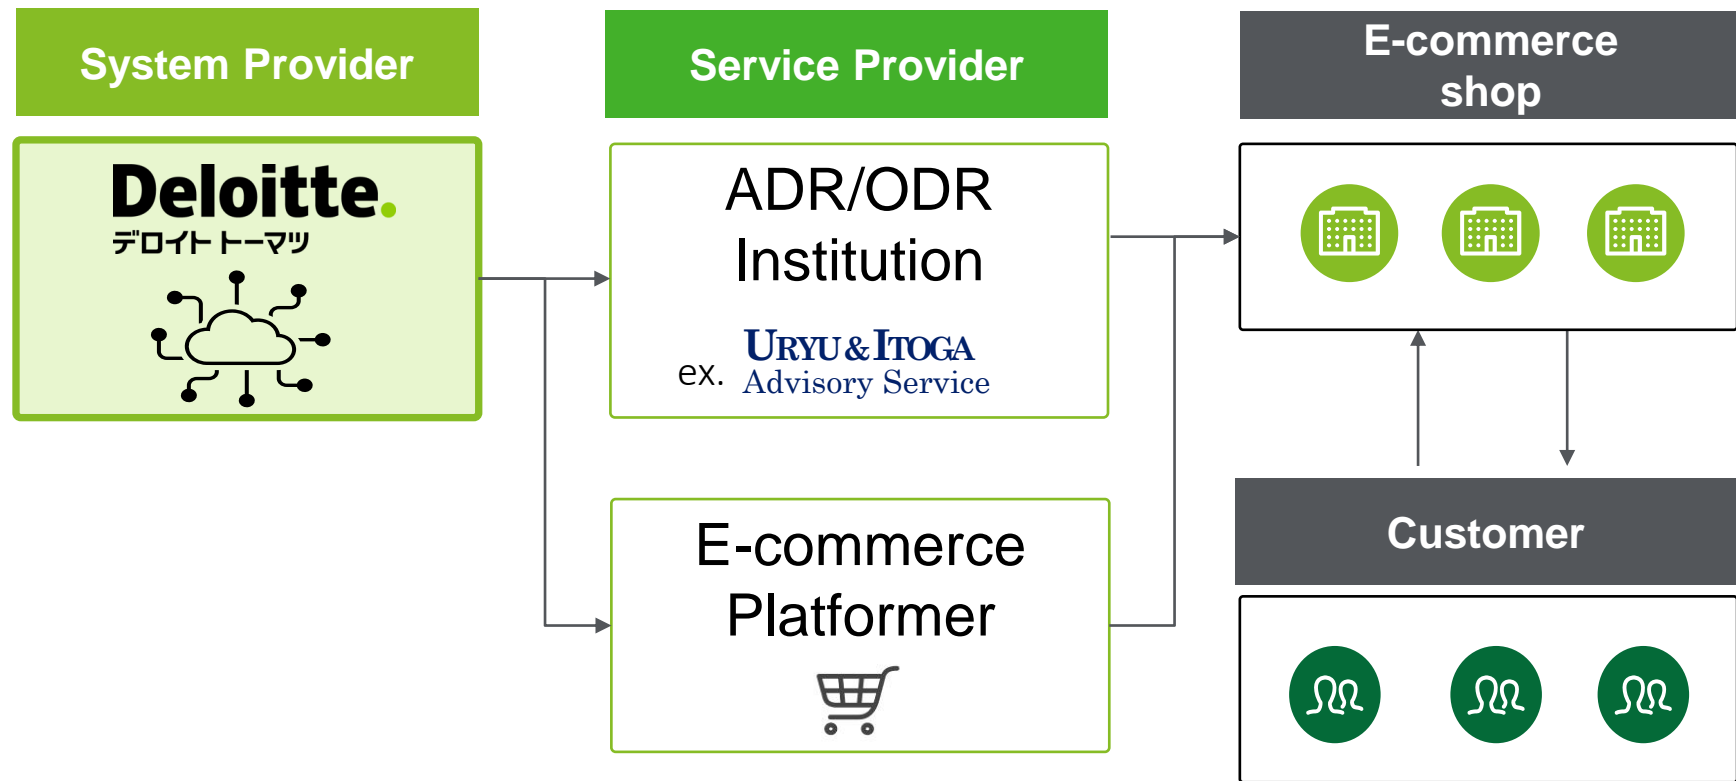 System Provider
Deloitte.
デロイト トーマツ
Service Provider
ADR/ODR
Institution
ex.
URYU & ITOGA
Advisory Service
E-commerce
Platformer
E-commerce
shop
Customer